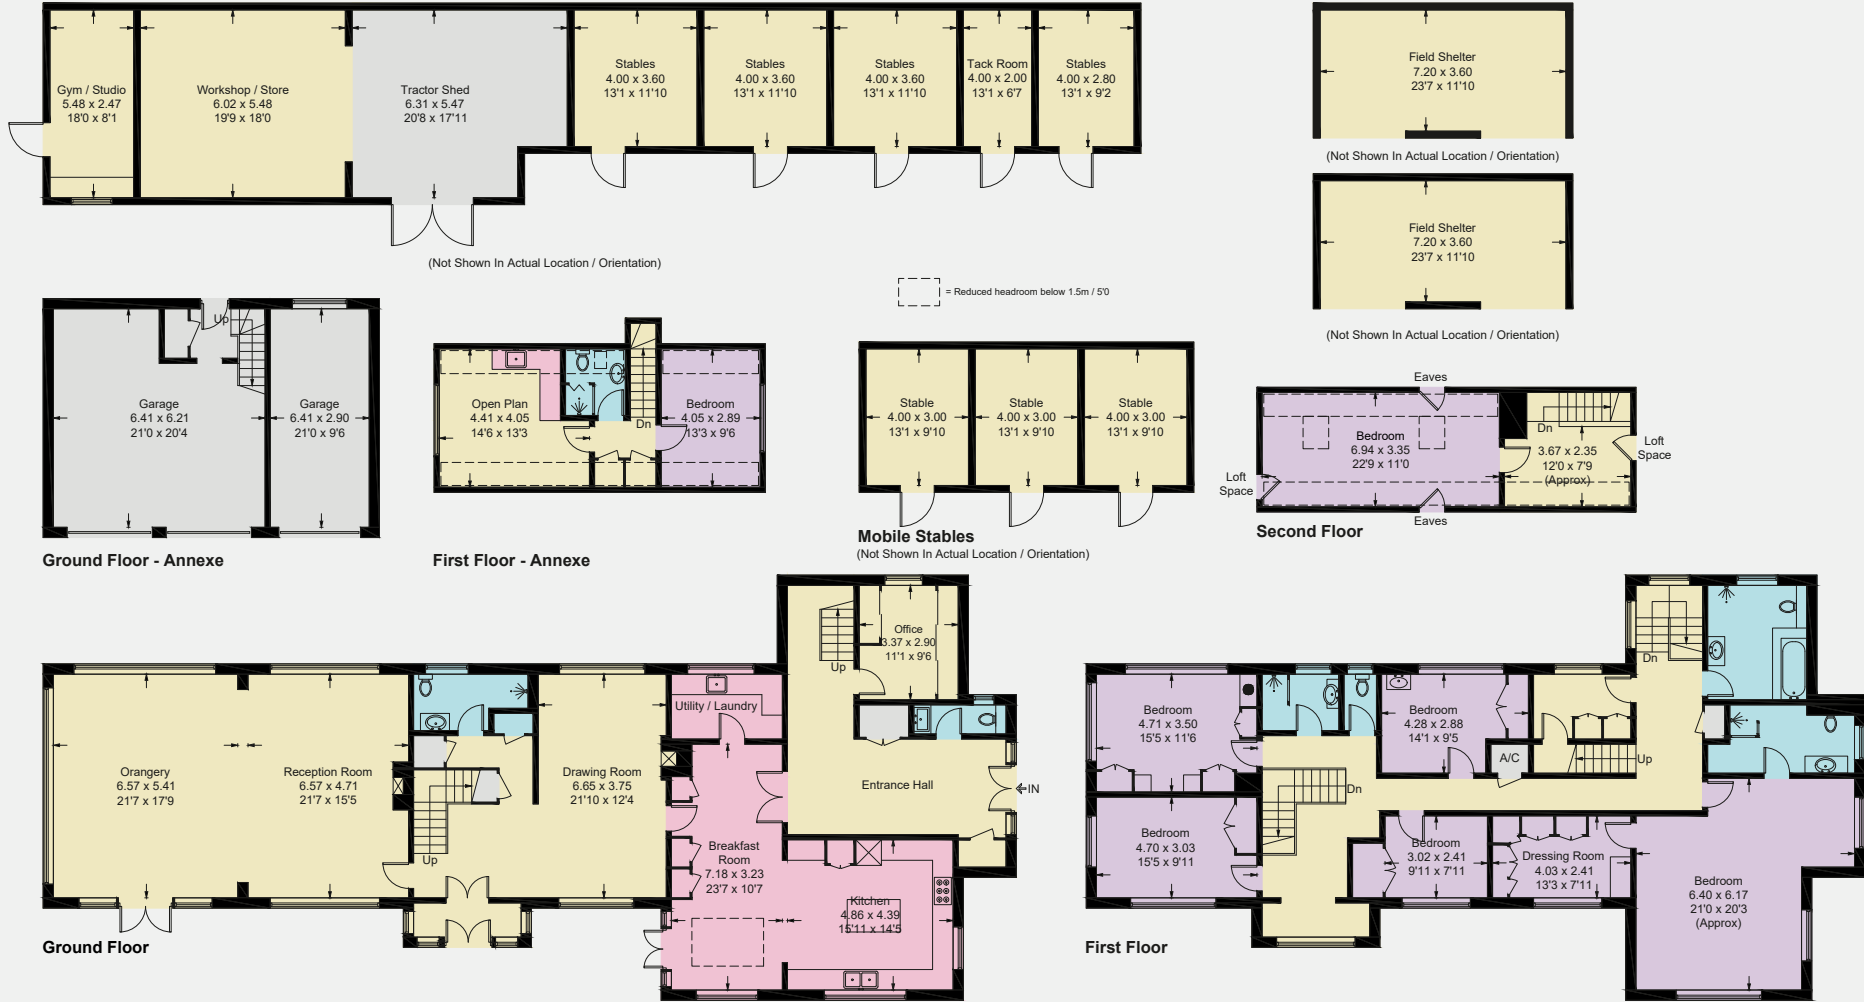 Gym / Studio
5.48 x 2.47
18'0 x 8'1
Workshop / Store
6.02 x 5.48
19'9 x 18'0
Tractor Shed
6.31 x 5.47
20'8 x 17'11
Stables
4.00 x 3.60
13'1 x 11'10
Stables
4.00 x 3.60
13'1 x 11'10
Stables
4.00 x 3.60
13'1 x 11'10
Tack Room
4.00 x 2.00
13'1 x 6'7
Stables
4.00 x 2.80
13'1 x 9'2
(Not Shown In Actual Location / Orientation)
Field Shelter
7.20 x 3.60
23'7 x 11'10
(Not Shown In Actual Location / Orientation)
Field Shelter
7.20 x 3.60
23'7 x 11'10
(Not Shown In Actual Location / Orientation)
= Reduced headroom below 1.5m / 5'0
Up
Garage
6.41 x 6.21
21'0 x 20'4
Garage
6.41 x 2.90
21'0 x 9'6
Ground Floor - Annexe
Open Plan
4.41 x 4.05
14'6 x 13'3
Dn
Bedroom
4.05 x 2.89
13'3 x 9'6
First Floor - Annexe
Stable
4.00 x 3.00
13'1 x 9'10
Stable
4.00 x 3.00
13'1 x 9'10
Stable
4.00 x 3.00
13'1 x 9'10
Mobile Stables
(Not Shown In Actual Location / Orientation)
Eaves
Bedroom
6.94 x 3.35
22'9 x 11'0
Dn
3.67 x 2.35
12'0 x 7'9
(Approx)
Loft
Space
Loft
Space
Eaves
Second Floor
Orangery
6.57 x 5.41
21'7 x 17'9
Reception Room
6.57 x 4.71
21'7 x 15'5
Up
Drawing Room
6.65 x 3.75
21'10 x 12'4
Utility / Laundry
Up
Office
3.37 x 2.90
11'1 x 9'6
Entrance Hall
IN
Breakfast
Room
7.18 x 3.23
23'7 x 10'7
Kitchen
4.86 x 4.39
15'11 x 14'5
Ground Floor
Bedroom
4.71 x 3.50
15'5 x 11'6
Bedroom
4.70 x 3.03
15'5 x 9'11
Dn
Bedroom
4.28 x 2.88
14'1 x 9'5
A/C
Up
Dn
Bedroom
3.02 x 2.41
9'11 x 7'11
Dressing Room
4.03 x 2.41
13'3 x 7'11
Bedroom
6.40 x 6.17
21'0 x 20'3
(Approx)
First Floor